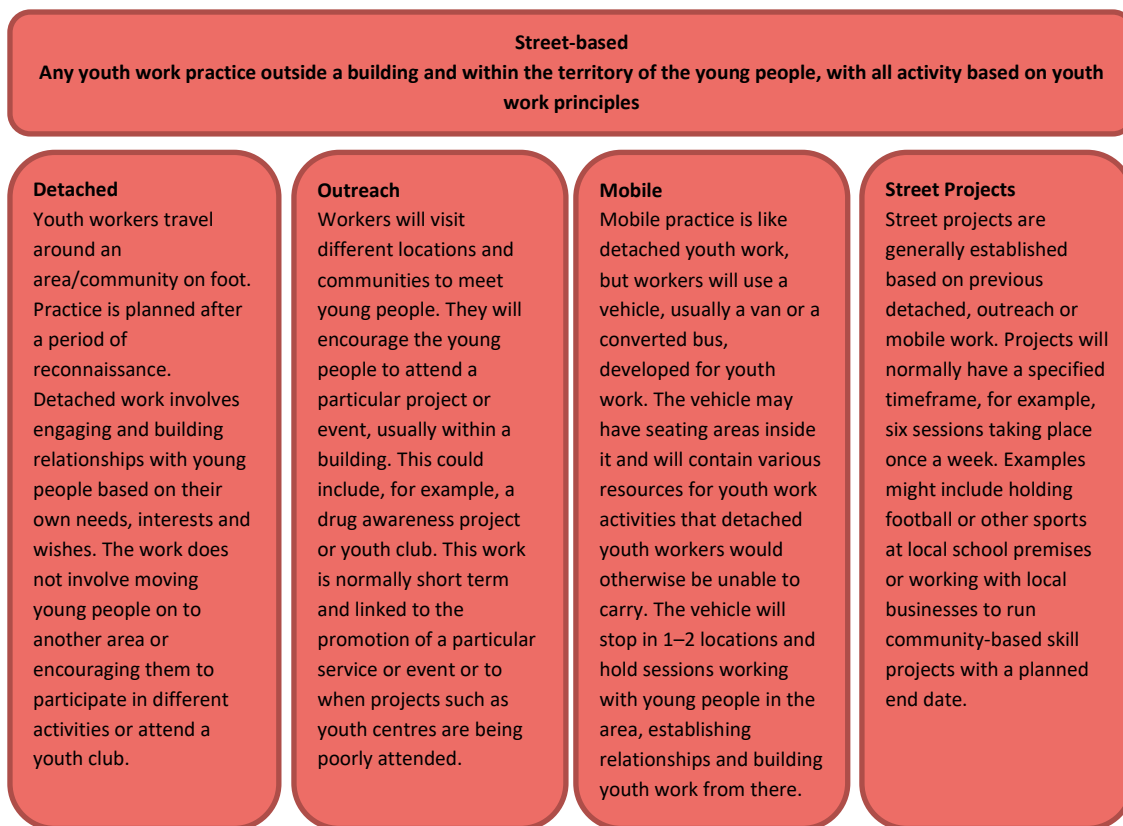 Street-based
Any youth work practice outside a building and within the territory of the young people, with all activity based on youth
work principles
Detached
Youth workers travel
around an
area/community on foot.
Practice is planned after
a period of
reconnaissance.
Detached work involves
engaging and building
relationships with young
people based on their
own needs, interests and
wishes. The work does
not involve moving
young people on to
another area or
encouraging them to
participate in different
activities or attend a
youth club.
Outreach
Workers will visit
different locations and
communities to meet
young people. They will
encourage the young
people to attend a
particular project or
event, usually within a
building. This could
include, for example, a
drug awareness project
or youth club. This work
is normally short term
and linked to the
promotion of a particular
service or event or to
when projects such as
youth centres are being
poorly attended.
Mobile
Mobile practice is like
detached youth work,
but workers will use a
vehicle, usually a van or a
converted bus,
developed for youth
work. The vehicle may
have seating areas inside
it and will contain various
resources for youth work
activities that detached
youth workers would
otherwise be unable to
carry. The vehicle will
stop in 1–2 locations and
hold sessions working
with young people in the
area, establishing
relationships and building
youth work from there.
Street Projects
Street projects are
generally established
based on previous
detached, outreach or
mobile work. Projects will
normally have a specified
timeframe, for example,
six sessions taking place
once a week. Examples
might include holding
football or other sports
at local school premises
or working with local
businesses to run
community-based skill
projects with a planned
end date.